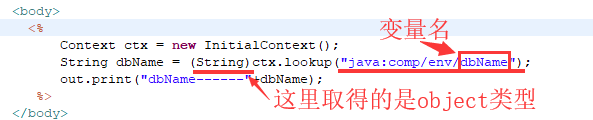 <body>
<%
变量名
Context ctx = new InitialContext();
String dbName = (String)ctx.lookup("java:comp/env/dbName");
out.print("dbName------"+dbName);
这里取得的是object类型
%>
</body>